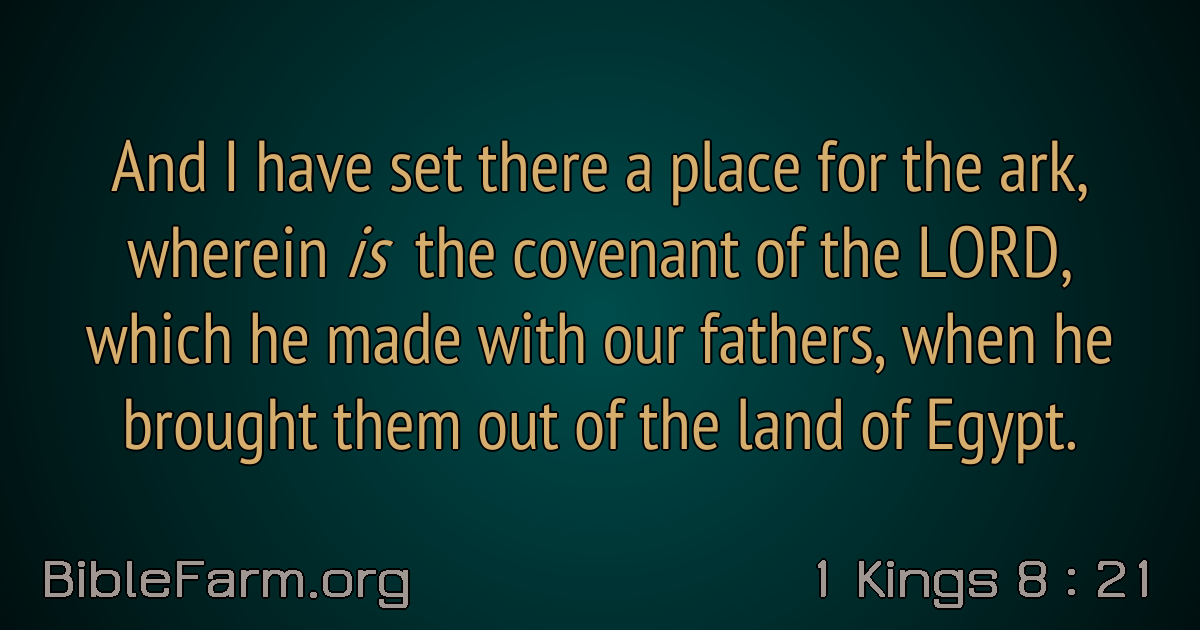 And I have set there a place for the ark,
wherein is the covenant of the LORD,
which he made with our fathers, when he
brought them out of the land of Egypt.
BibleFarm.org
1 Kings 8 : 21